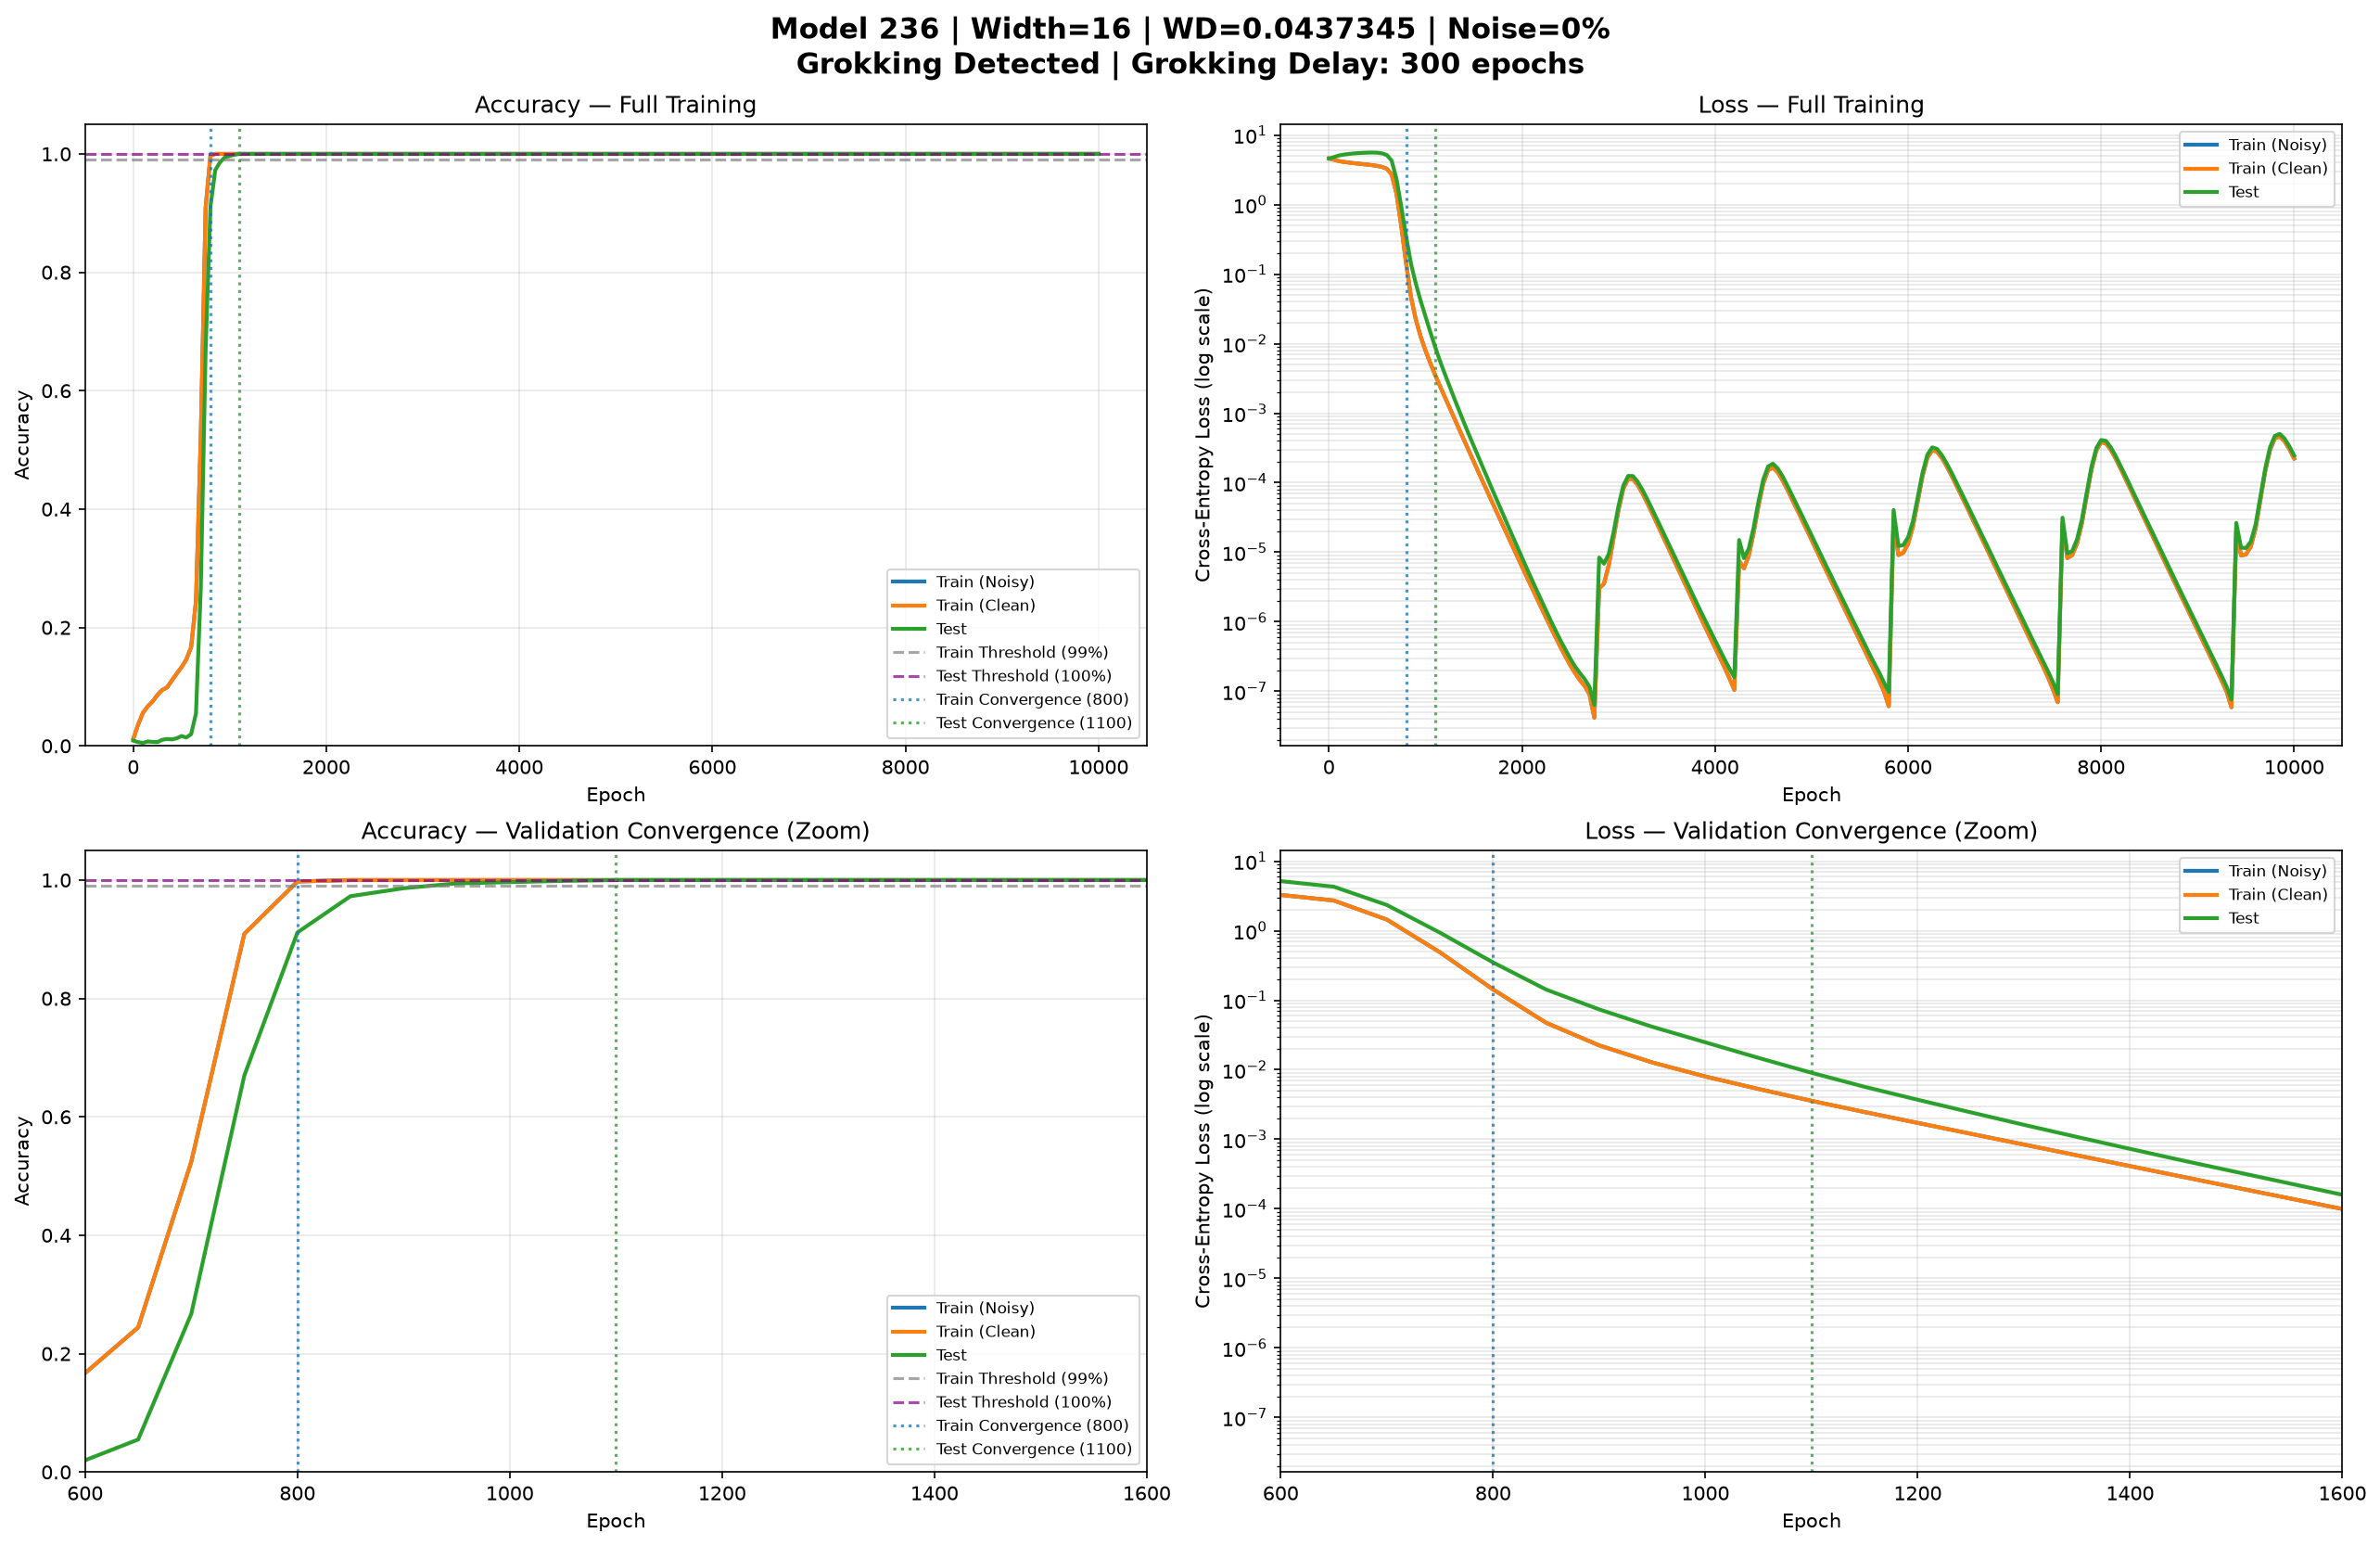 Model 236 | Width=16 | WD=0.0437345 | Noise=0%
Grokking Detected | Grokking Delay: 300 epochs
Accuracy — Full Training
Accuracy
1.0
0.8
0.6
0.4
0.2
0.0
0 2000 4000 6000 8000 10000
Epoch
Train (Noisy)
Train (Clean)
Test
Train Threshold (99%)
Test Threshold (100%)
Train Convergence (800)
Test Convergence (1100)
Loss — Full Training
Cross-Entropy Loss (log scale)
10¹
10⁰
10⁻¹
10⁻²
10⁻³
10⁻⁴
10⁻⁵
10⁻⁶
10⁻⁷
0 2000 4000 6000 8000 10000
Epoch
Train (Noisy)
Train (Clean)
Test
Accuracy — Validation Convergence (Zoom)
Accuracy
1.0
0.8
0.6
0.4
0.2
0.0
600 800 1000 1200 1400 1600
Epoch
Train (Noisy)
Train (Clean)
Test
Train Threshold (99%)
Test Threshold (100%)
Train Convergence (800)
Test Convergence (1100)
Loss — Validation Convergence (Zoom)
Cross-Entropy Loss (log scale)
10¹
10⁰
10⁻¹
10⁻²
10⁻³
10⁻⁴
10⁻⁵
10⁻⁶
10⁻⁷
600 800 1000 1200 1400 1600
Epoch
Train (Noisy)
Train (Clean)
Test